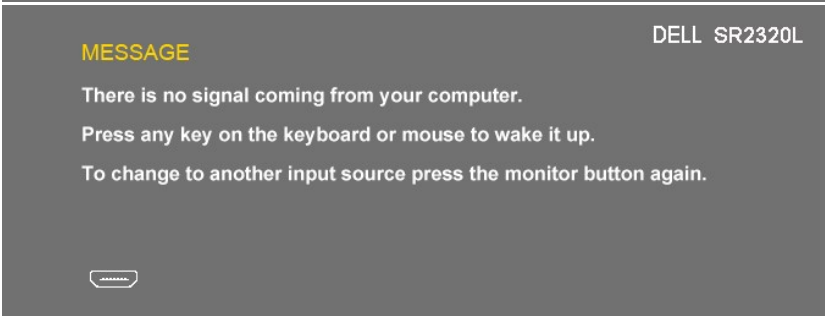 DELL SR2320L
MESSAGE
There is no signal coming from your computer.
Press any key on the keyboard or mouse to wake it up.
To change to another input source press the monitor button again.